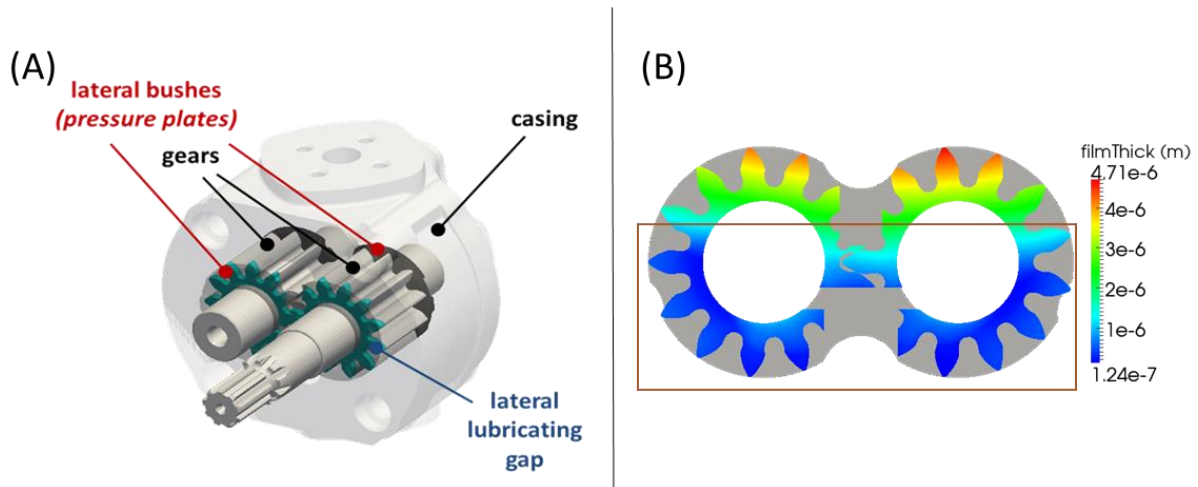 (A)
lateral bushes
(pressure plates)
gears
casing
lateral
lubricating
gap
(B)
filmThick (m)
4.71e-6
4e-6
3e-6
2e-6
1e-6
1.24e-7